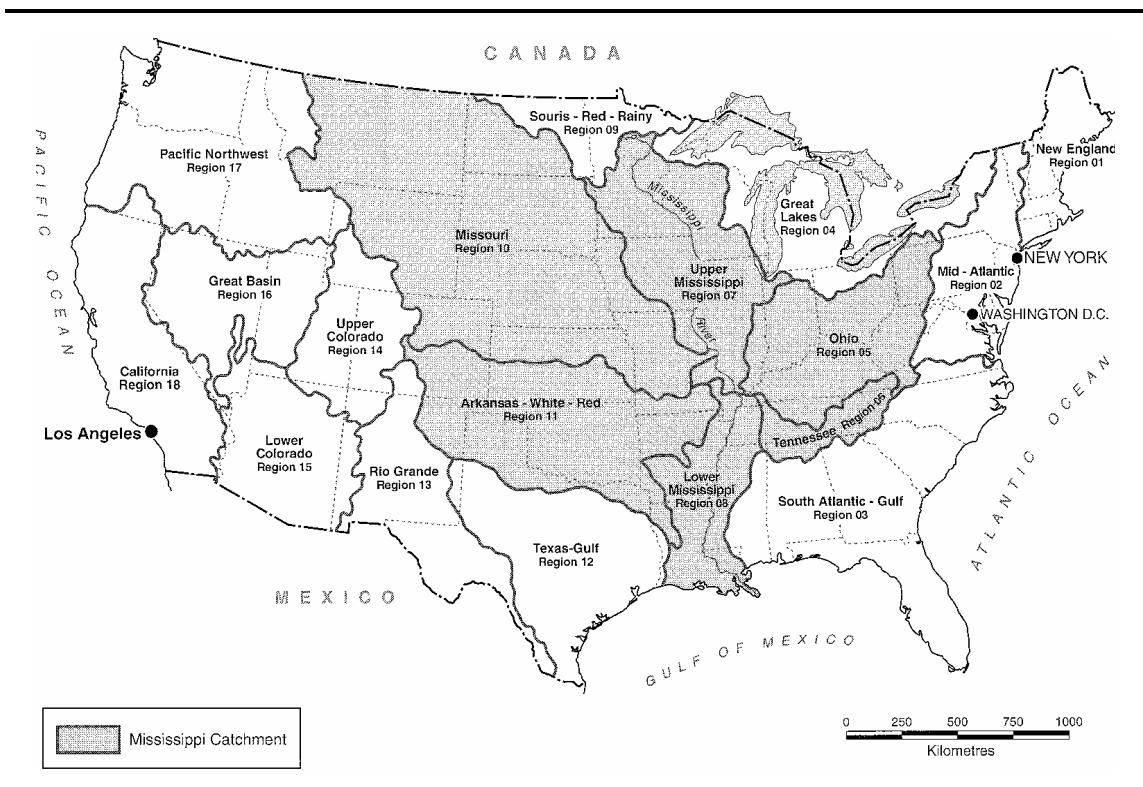 CANADA
Souris - Red - Rainy
Region 09
New England
Region 01
Pacific Northwest
Region 17
PACIFIC OCEAN
Mississippi
Great
Lakes
Region 04
Missouri
Region 10
NEW YORK
Mid - Atlantic
Region 02
Upper
Mississippi
Region 07
Great Basin
Region 16
WASHINGTON D.C.
River
Upper
Colorado
Region 14
Ohio
Region 05
California
Region 18
Arkansas - White - Red
Region 11
Tennessee Region 06
ATLANTIC OCEAN
Los Angeles
Lower
Colorado
Region 15
Rio Grande
Region 13
Lower
Mississippi
Region 08
South Atlantic - Gulf
Region 03
Texas-Gulf
Region 12
MEXICO
GULF OF MEXICO
Mississippi Catchment
0 250 500 750 1000
Kilometres